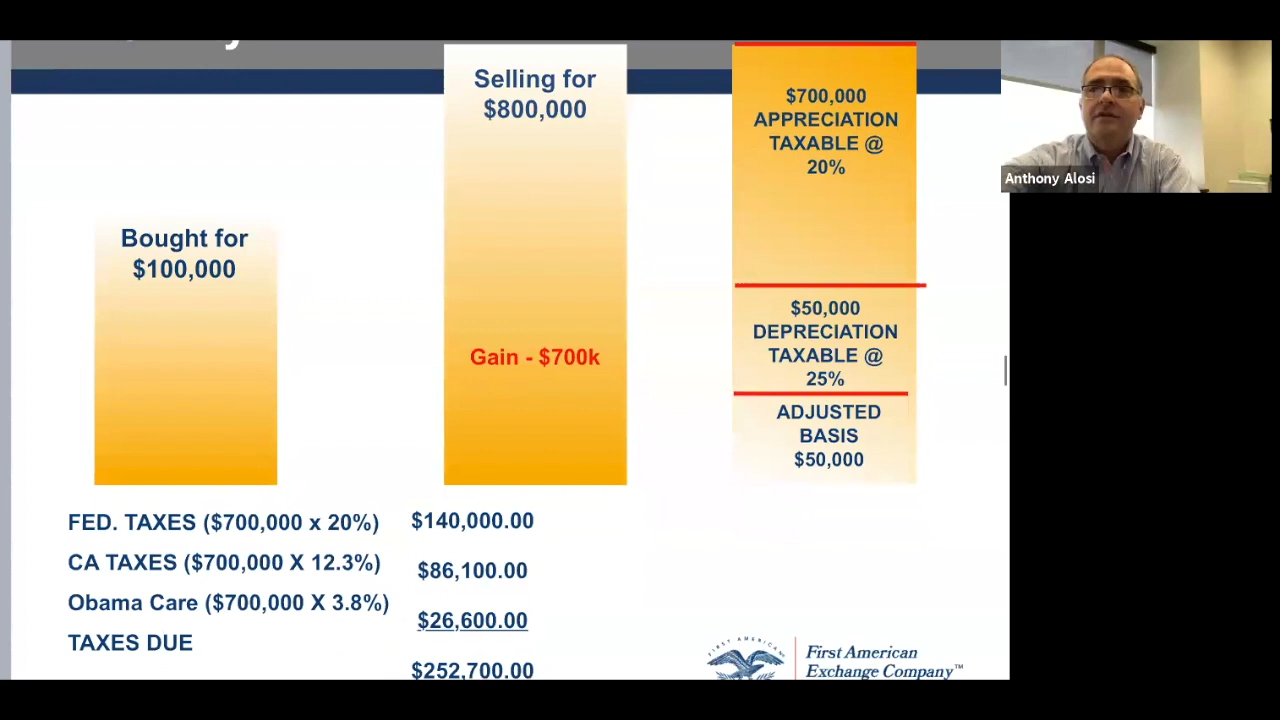 Selling for
$800,000
$700,000
APPRECIATION
TAXABLE @
20%
Anthony Alosi
Bought for
$100,000
Gain - $700k
$50,000
DEPRECIATION
TAXABLE @
25%
ADJUSTED
BASIS
$50,000
FED. TAXES ($700,000 x 20%) $140,000.00
CA TAXES ($700,000 X 12.3%) $86,100.00
Obama Care ($700,000 X 3.8%) $26,600.00
TAXES DUE $252,700.00
FIRST AMERICAN
First American
Exchange Company™